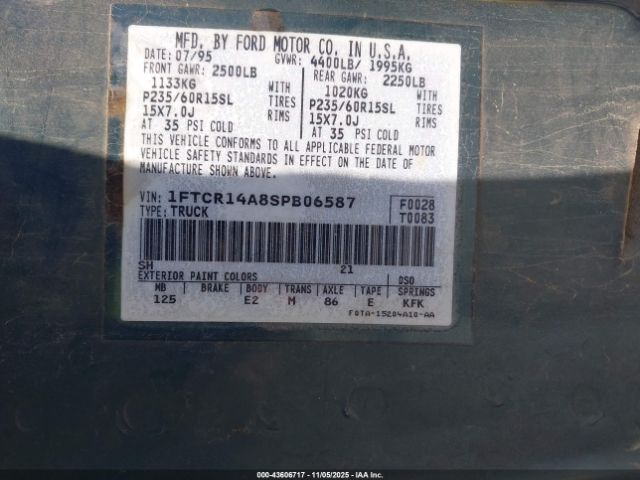 MFD. BY FORD MOTOR CO. IN U.S.A.
DATE: 07/95 GVWR: 4400LB/ 1995KG
FRONT GAWR: 2500LB REAR GAWR: 2250LB
1133KG WITH 1020KG WITH
P235/60R15SL TIRES P235/60R15SL TIRES
15X7.0J RIMS 15X7.0J RIMS
AT 35 PSI COLD AT 35 PSI COLD
THIS VEHICLE CONFORMS TO ALL APPLICABLE FEDERAL MOTOR
VEHICLE SAFETY STANDARDS IN EFFECT ON THE DATE OF
MANUFACTURE SHOWN ABOVE.
VIN: 1FTCR14A8SPB06587 F0028
TYPE: TRUCK T0083
SH 21
EXTERIOR PAINT COLORS DSO
WB BRAKE BODY TRANS AXLE TAPE SPRINGS
125 E2 M 86 E KFK
F0TA-15204A10-AA
000-43606717 - 11/05/2025 - IAA Inc.